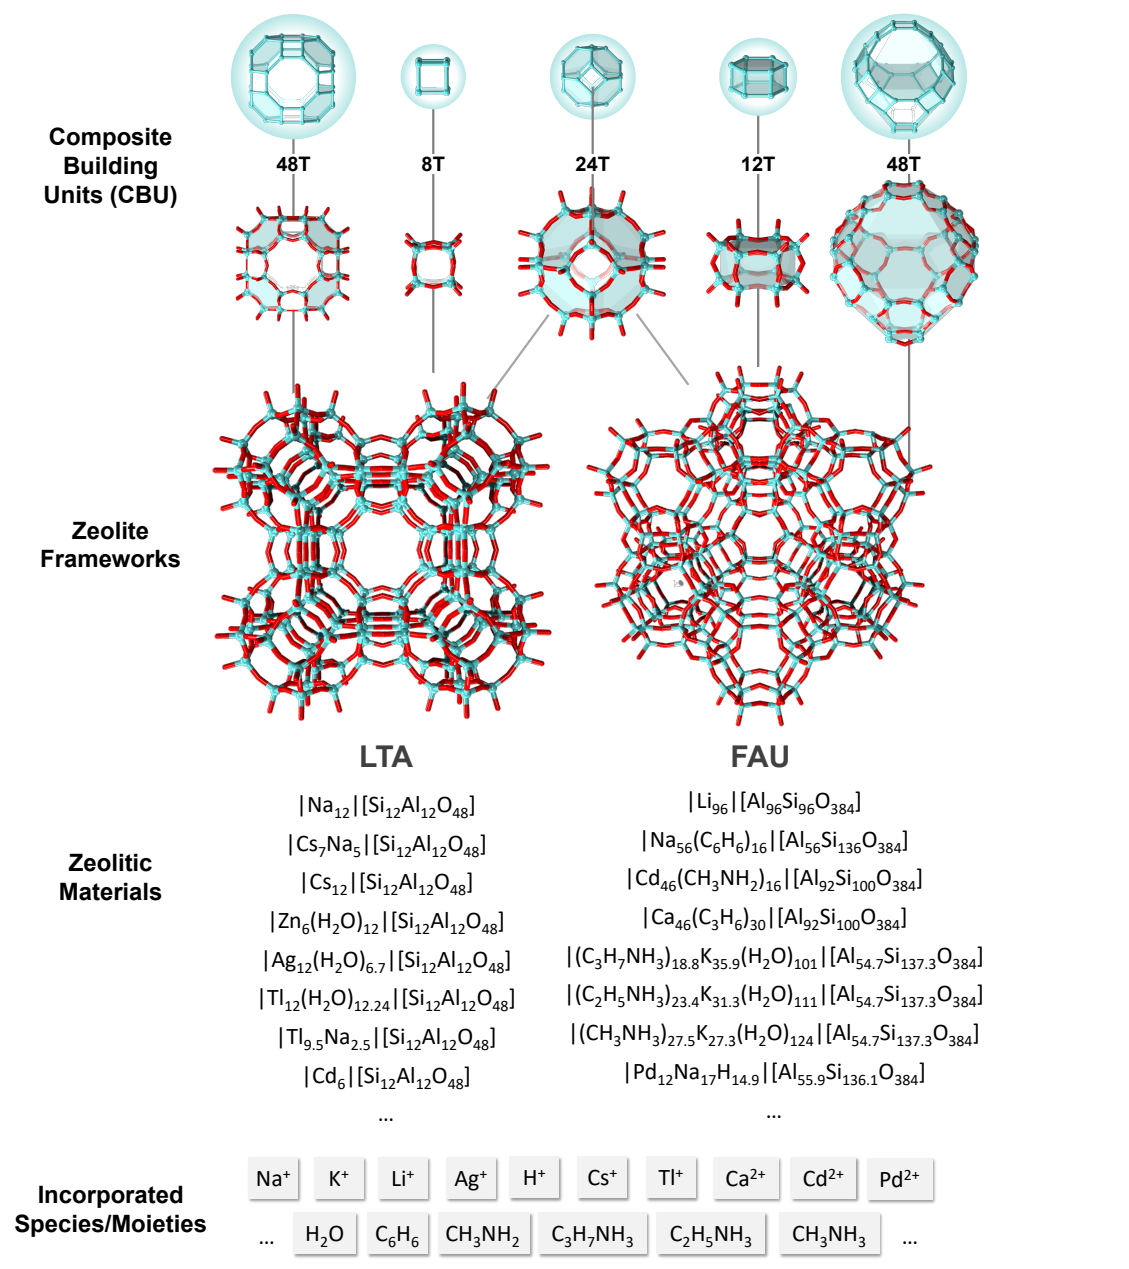 Composite
Building
Units (CBU)
48T
8T
24T
12T
48T
Zeolite
Frameworks
LTA
FAU
Zeolitic
Materials
|Na₁₂|[Si₁₂Al₁₂O₄₈]
|Cs₇Na₅|[Si₁₂Al₁₂O₄₈]
|Cs₁₂|[Si₁₂Al₁₂O₄₈]
|Zn₆(H₂O)₁₂|[Si₁₂Al₁₂O₄₈]
|Ag₁₂(H₂O)₆.₇|[Si₁₂Al₁₂O₄₈]
|Tl₁₂(H₂O)₁₂.₂₄|[Si₁₂Al₁₂O₄₈]
|Tl₉.₅Na₂.₅|[Si₁₂Al₁₂O₄₈]
|Cd₆|[Si₁₂Al₁₂O₄₈]
...
|Li₉₆|[Al₉₆Si₉₆O₃₈₄]
|Na₅₆(C₆H₆)₁₆|[Al₅₆Si₁₃₆O₃₈₄]
|Cd₄₆(CH₃NH₂)₁₆|[Al₉₂Si₁₀₀O₃₈₄]
|Ca₄₆(C₃H₆)₃₀|[Al₉₂Si₁₀₀O₃₈₄]
|(C₃H₇NH₃)₁₈.₈K₃₅.₉(H₂O)₁₀₁|[Al₅₄.₇Si₁₃₇.₃O₃₈₄]
|(C₂H₅NH₃)₂₃.₄K₃₁.₃(H₂O)₁₁₁|[Al₅₄.₇Si₁₃₇.₃O₃₈₄]
|(CH₃NH₃)₂₇.₅K₂₇.₃(H₂O)₁₂₄|[Al₅₄.₇Si₁₃₇.₃O₃₈₄]
|Pd₁₂Na₁₇H₁₄.₉|[Al₅₅.₉Si₁₃₆.₁O₃₈₄]
...
Incorporated
Species/Moieties
Na⁺
K⁺
Li⁺
Ag⁺
H⁺
Cs⁺
Tl⁺
Ca²⁺
Cd²⁺
Pd²⁺
...
H₂O
C₆H₆
CH₃NH₂
C₃H₇NH₃
C₂H₅NH₃
CH₃NH₃
...